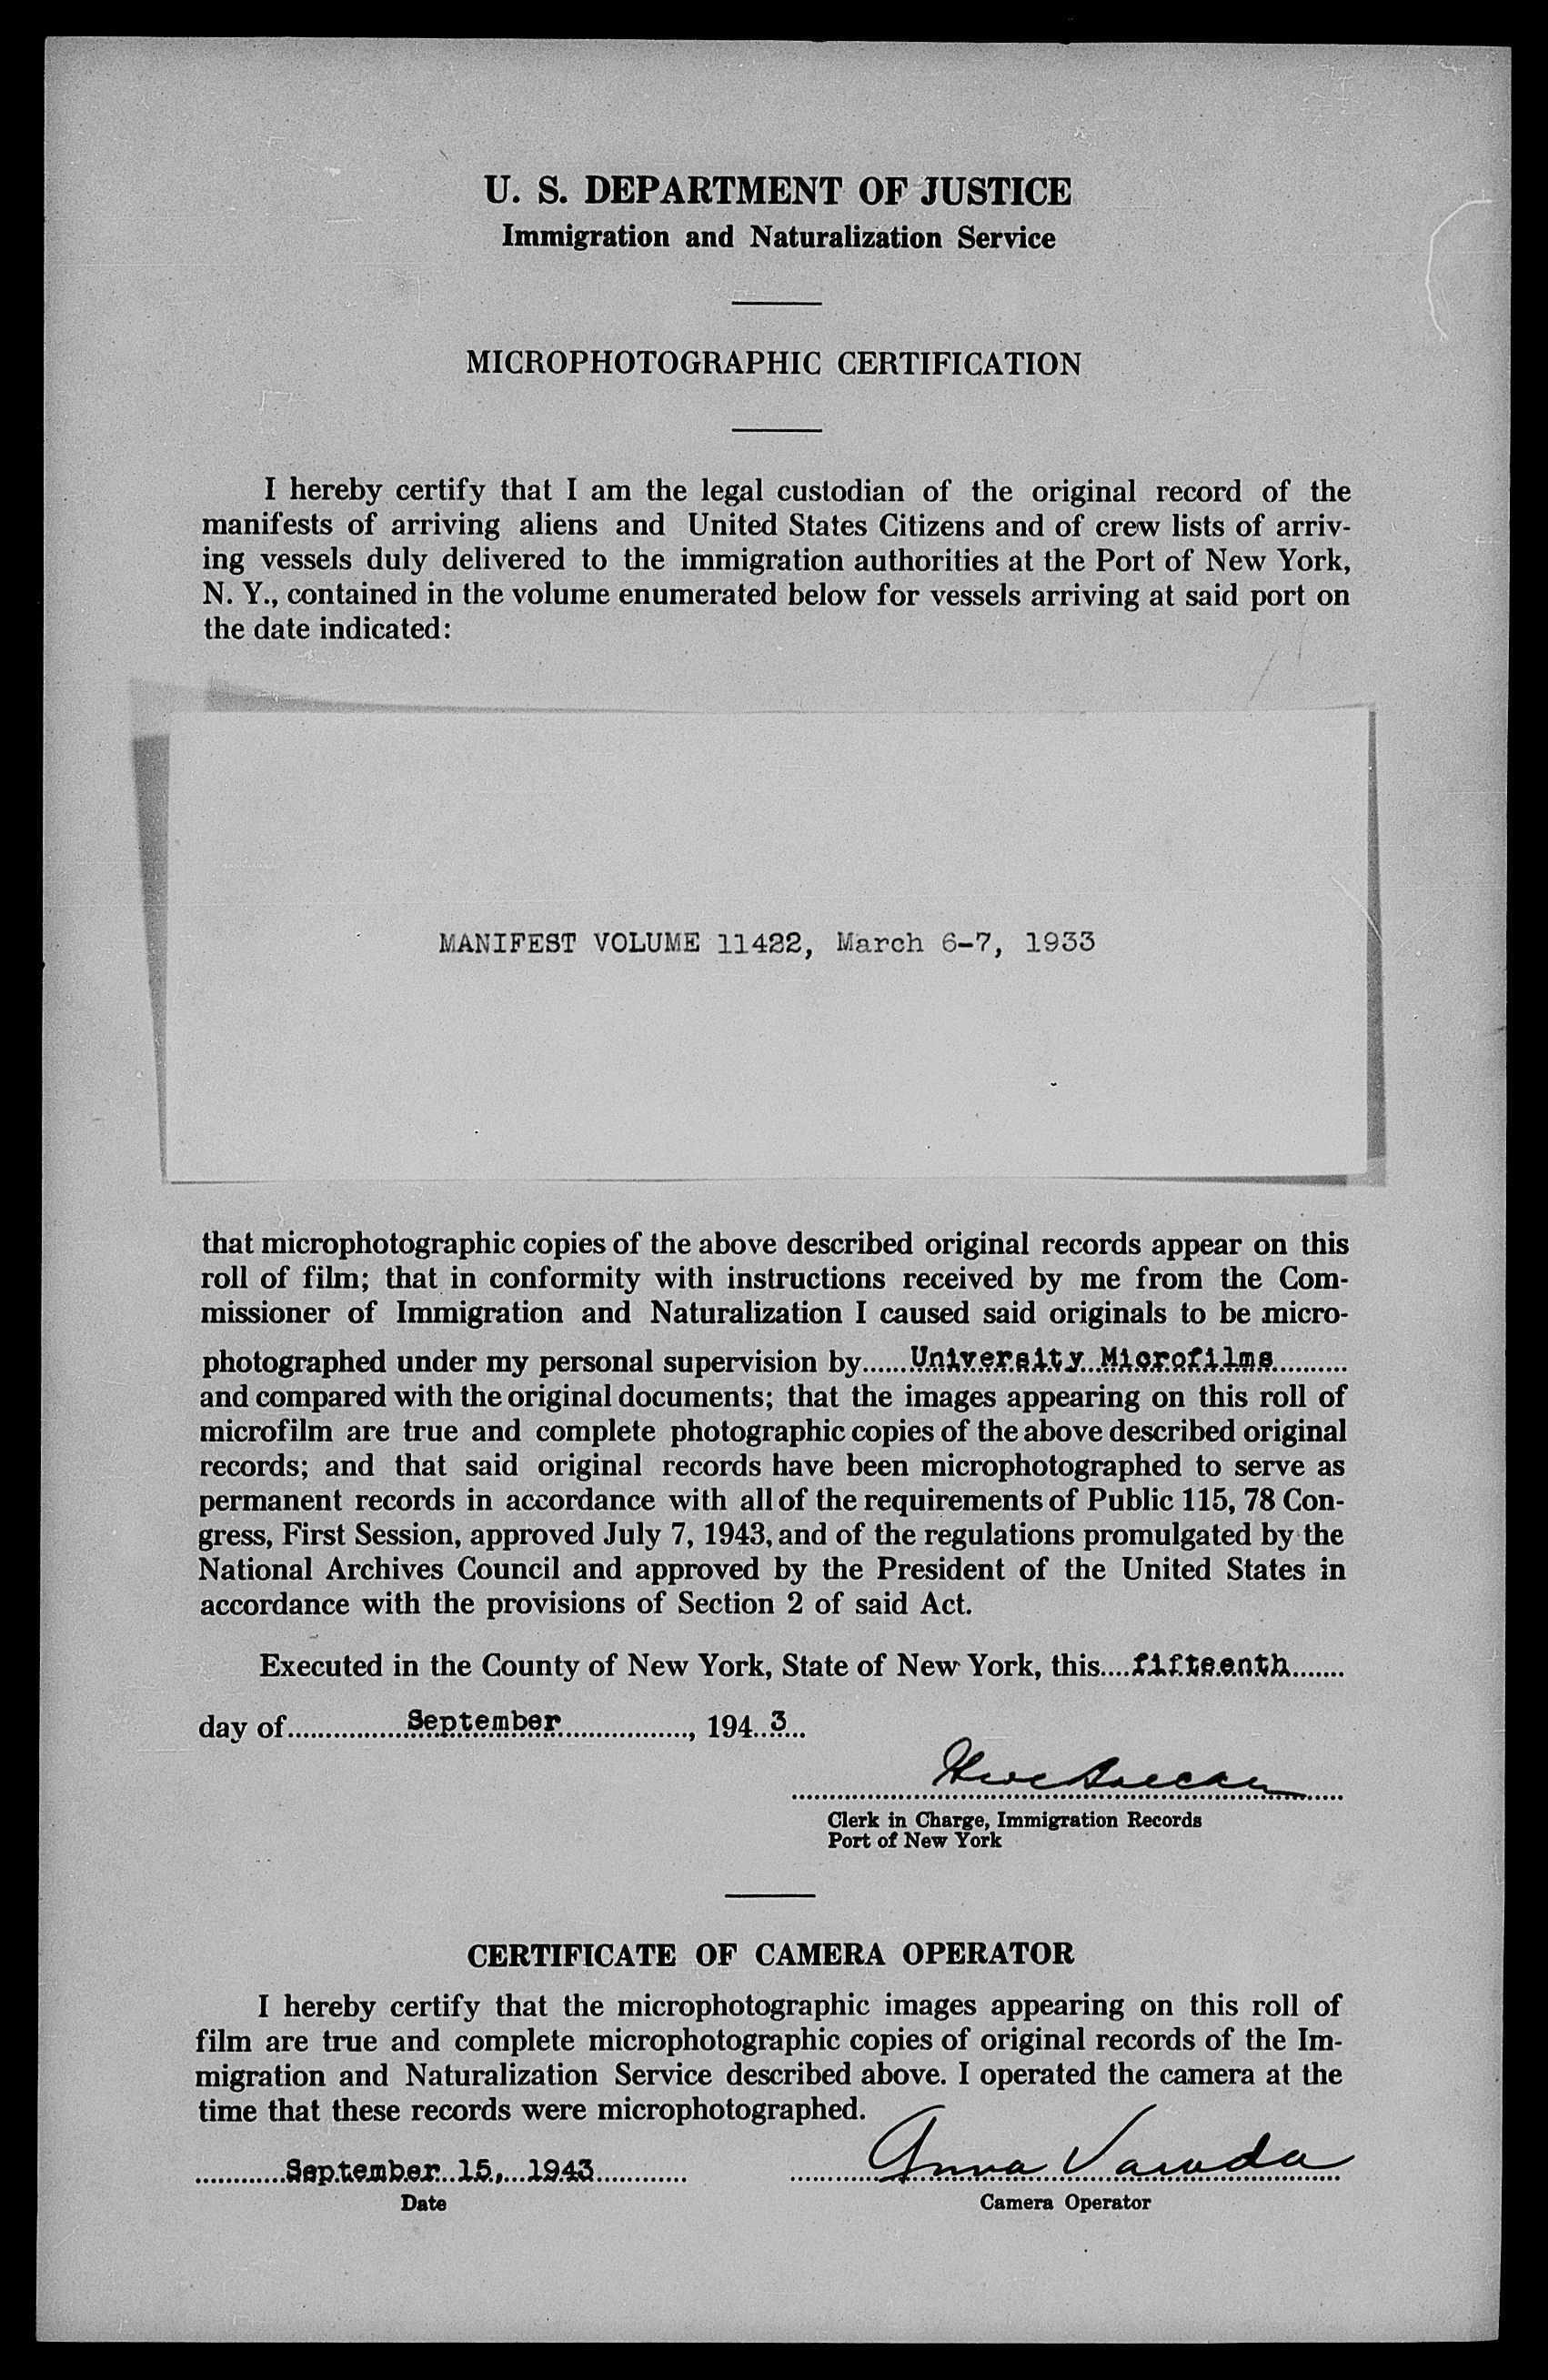 U. S. DEPARTMENT OF JUSTICE
Immigration and Naturalization Service
MICROPHOTOGRAPHIC CERTIFICATION
I hereby certify that I am the legal custodian of the original record of the
manifests of arriving aliens and United States Citizens and of crew lists of arriv-
ing vessels duly delivered to the immigration authorities at the Port of New York,
N. Y., contained in the volume enumerated below for vessels arriving at said port on
the date indicated:
MANIFEST VOLUME 11422, March 6-7, 1933
that microphotographic copies of the above described original records appear on this
roll of film; that in conformity with instructions received by me from the Com-
missioner of Immigration and Naturalization I caused said originals to be micro-
photographed under my personal supervision by......University Microfilms..........
and compared with the original documents; that the images appearing on this roll of
microfilm are true and complete photographic copies of the above described original
records; and that said original records have been microphotographed to serve as
permanent records in accordance with all of the requirements of Public 115, 78 Con-
gress, First Session, approved July 7, 1943, and of the regulations promulgated by the
National Archives Council and approved by the President of the United States in
accordance with the provisions of Section 2 of said Act.
Executed in the County of New York, State of New York, this....fifteenth.......
day of................September................., 194..3...
Clerk in Charge, Immigration Records
Port of New York
CERTIFICATE OF CAMERA OPERATOR
I hereby certify that the microphotographic images appearing on this roll of
film are true and complete microphotographic copies of original records of the Im-
migration and Naturalization Service described above. I operated the camera at the
time that these records were microphotographed.
............September 15, 1943............ Anna
Date Camera Operator